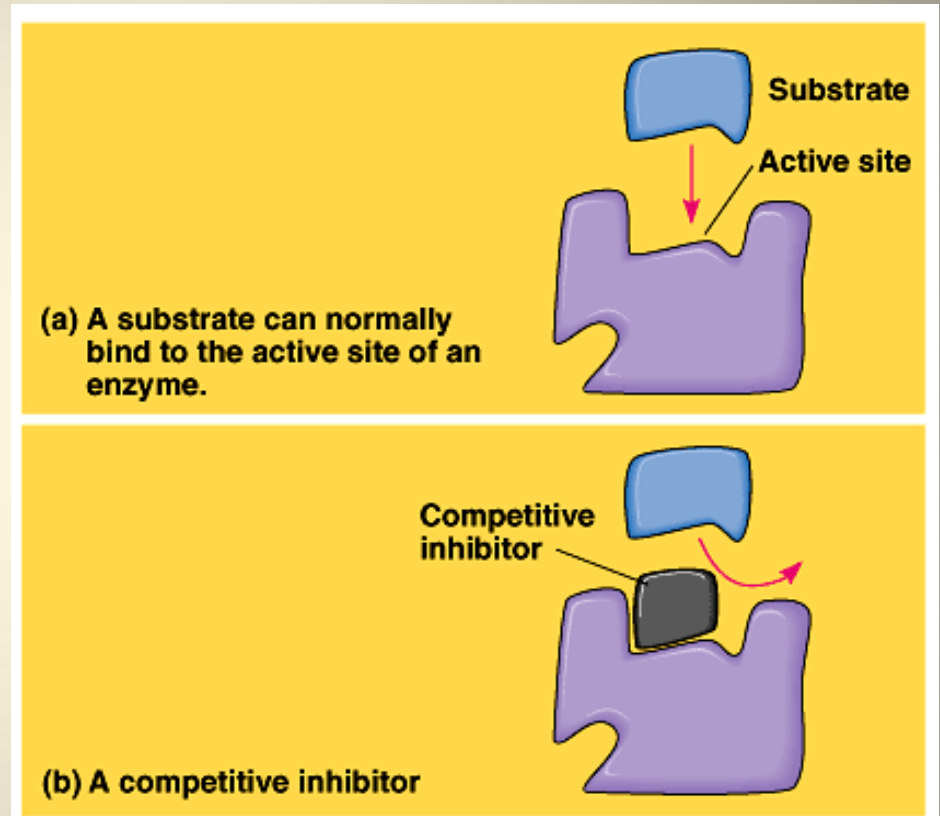 Substrate
Active site
(a) A substrate can normally
bind to the active site of an
enzyme.
Competitive
inhibitor
(b) A competitive inhibitor